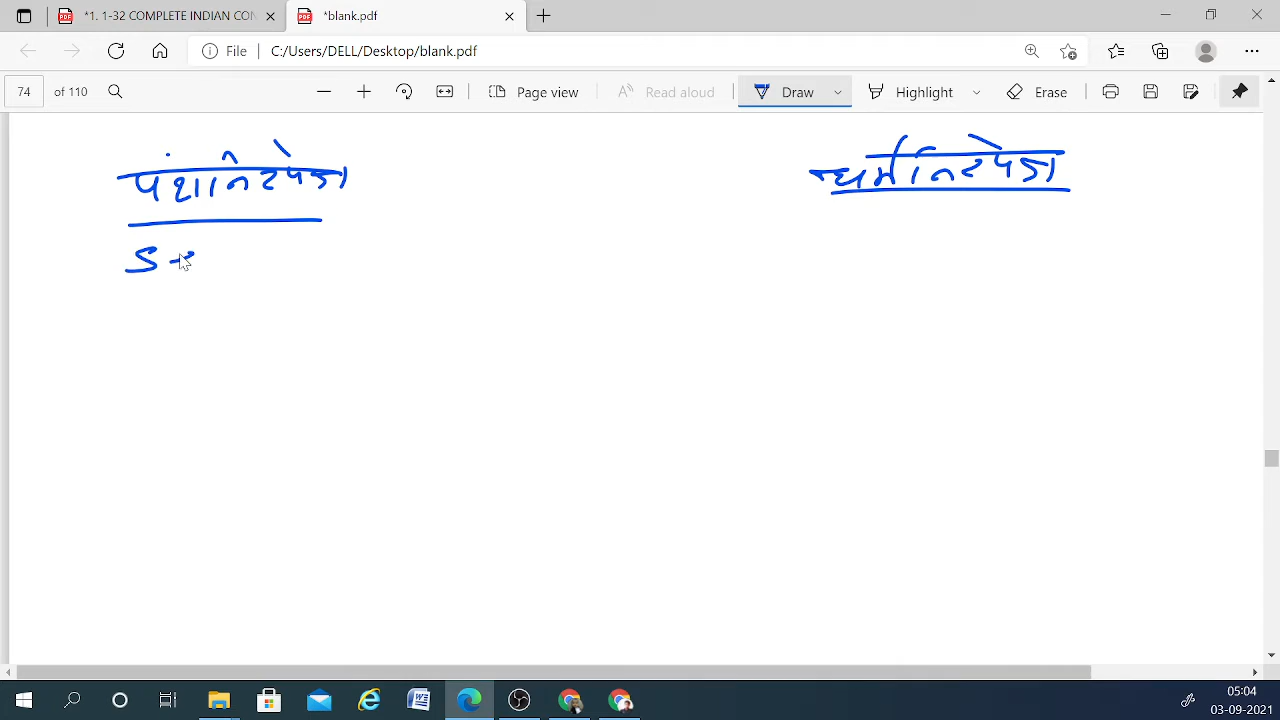 *. 1-32 COMPLETE INDIAN CON
*blank.pdf
File C:/Users/DELL/Desktop/blank.pdf
74 of 110 Page view Read aloud Draw Highlight Erase
पंथनिरपेक्ष धर्मनिरपेक्ष
S
05:04
03-09-2021